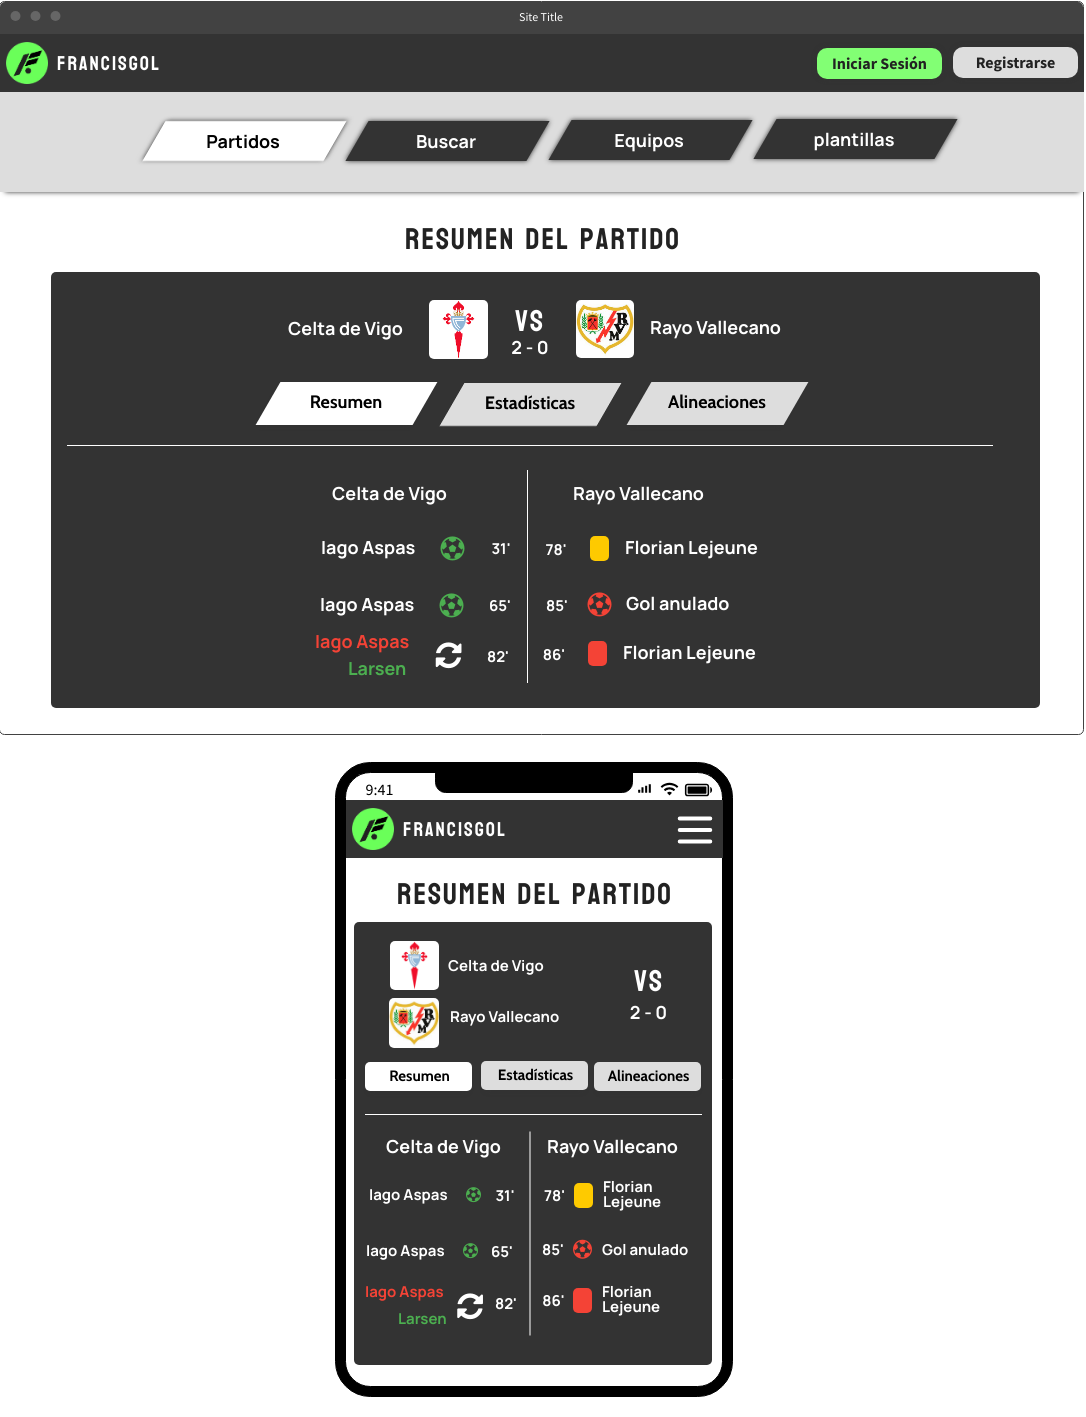 Site Title
FRANCISGOL
Iniciar Sesión
Registrarse
Partidos
Buscar
Equipos
plantillas
RESUMEN DEL PARTIDO
Celta de Vigo
VS
2 - 0
Rayo Vallecano
Resumen
Estadísticas
Alineaciones
Celta de Vigo
Rayo Vallecano
Iago Aspas 31'
78' Florian Lejeune
Iago Aspas 65'
85' Gol anulado
Iago Aspas
Larsen
82'
86' Florian Lejeune
9:41
FRANCISGOL
RESUMEN DEL PARTIDO
Celta de Vigo
Rayo Vallecano
VS
2 - 0
Resumen
Estadísticas
Alineaciones
Celta de Vigo
Rayo Vallecano
Iago Aspas 31'
78' Florian
Lejeune
Iago Aspas 65'
85' Gol anulado
Iago Aspas
Larsen
82'
86' Florian
Lejeune